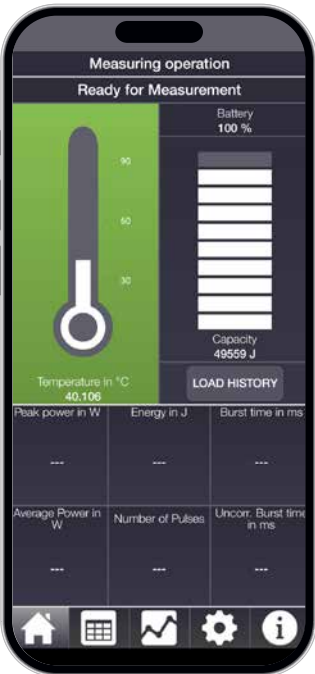 Measuring operation
Ready for Measurement
Battery
100 %
90
60
30
Capacity
49559 J
Temperature in °C
40.106
LOAD HISTORY
Peak power in W
Energy in J
Burst time in ms
---
---
---
Average Power in
W
Number of Pulses
Uncorr. Burst time
in ms
---
---
---
i